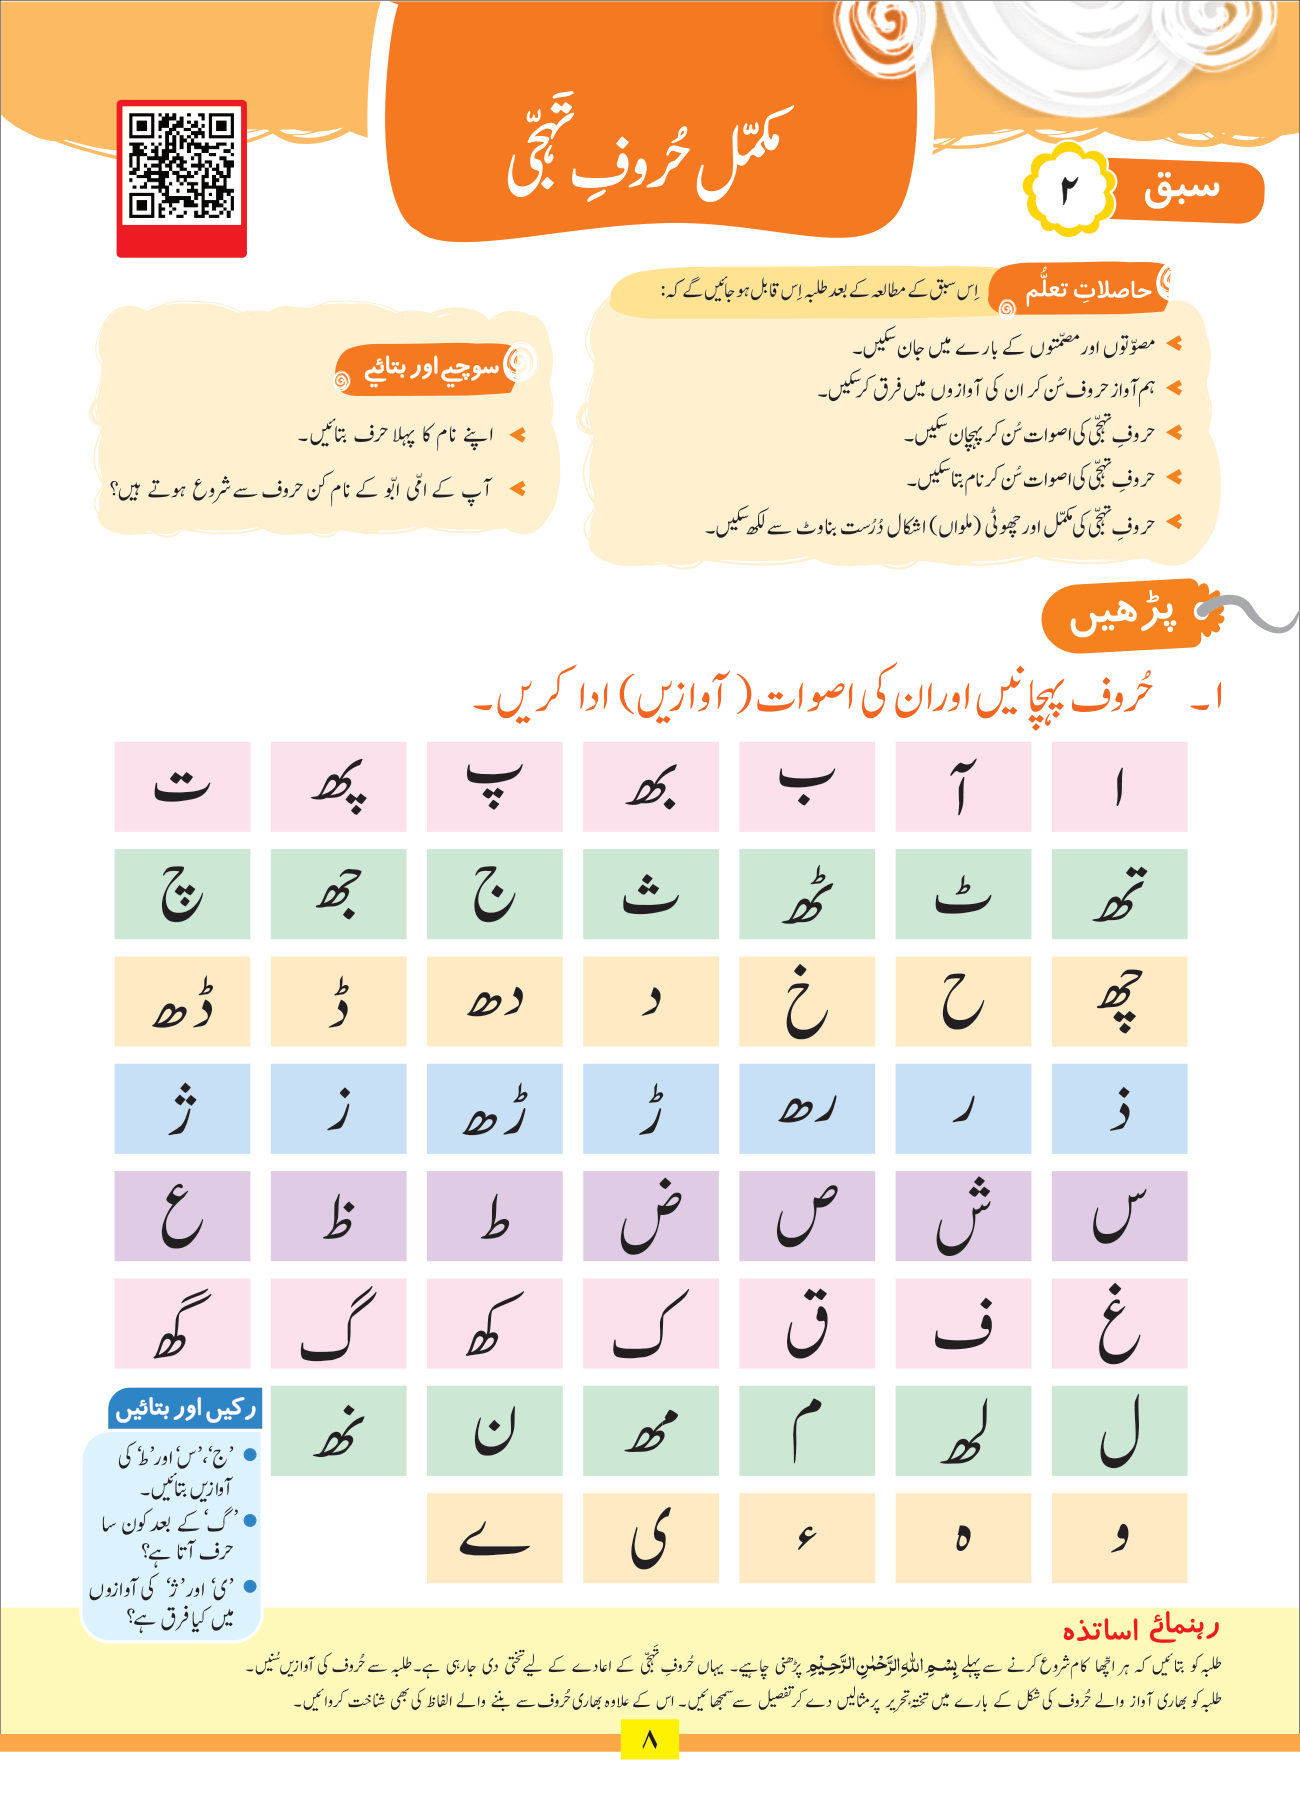 مکمّل حُروفِ تہَجّی
سبق ۲
حاصلاتِ تعلُّم
اِس سبق کے مطالعہ کے بعد طلبہ اِس قابل ہو جائیں گے کہ:
مصوّتوں اور مصمّتوں کے بارے میں جان سکیں۔
ہم آواز حروف سُن کر ان کی آوازوں میں فرق کرسکیں۔
حروفِ تہجّی کی اصوات سُن کر پہچان سکیں۔
حروفِ تہجّی کی اصوات سُن کر نام بتا سکیں۔
حروفِ تہجّی کی مکمّل اور چھوٹی (ملواں) اشکال دُرُست بناوٹ سے لکھ سکیں۔
سوچیے اور بتائیے
اپنے نام کا پہلا حرف بتائیں۔
آپ کے امّی ابّو کے نام کن حروف سے شروع ہوتے ہیں؟
پڑھیں
۱۔ حُروف پہچانیں اور ان کی اصوات (آوازیں) ادا کریں۔
ا آ ب بھ پ پھ ت
تھ ٹ ٹھ ث ج جھ چ
چھ ح خ د دھ ڈ ڈھ
ذ ر رھ ڑ ڑھ ز ژ
س ش ص ض ط ظ ع
غ ف ق ک کھ گ گھ
ل لھ م مھ ن نھ
و ہ ء ی ے
رکیں اور بتائیں
’ج‘، ’س‘ اور ’ط‘ کی
آوازیں بتائیں۔
’گ‘ کے بعد کون سا
حرف آتا ہے؟
’ی‘ اور ’ژ‘ کی آوازوں
میں کیا فرق ہے؟
رہنمائے اساتذہ
طلبہ کو بتائیں کہ ہر اچّھا کام شروع کرنے سے پہلے بِسْمِ اللهِ الرَّحْمٰنِ الرَّحِيْمِ پڑھنی چاہیے۔ یہاں حُروفِ تہَجّی کے اعادے کے لیے تختی دی جارہی ہے۔ طلبہ سے حُروف کی آوازیں سُنیں۔
طلبہ کو بھاری آواز والے حُروف کی شکل کے بارے میں تختۂ تحریر پر مثالیں دے کر تفصیل سے سمجھائیں۔ اس کے علاوہ بھاری حُروف سے بننے والے الفاظ کی بھی شناخت کروائیں۔
۸